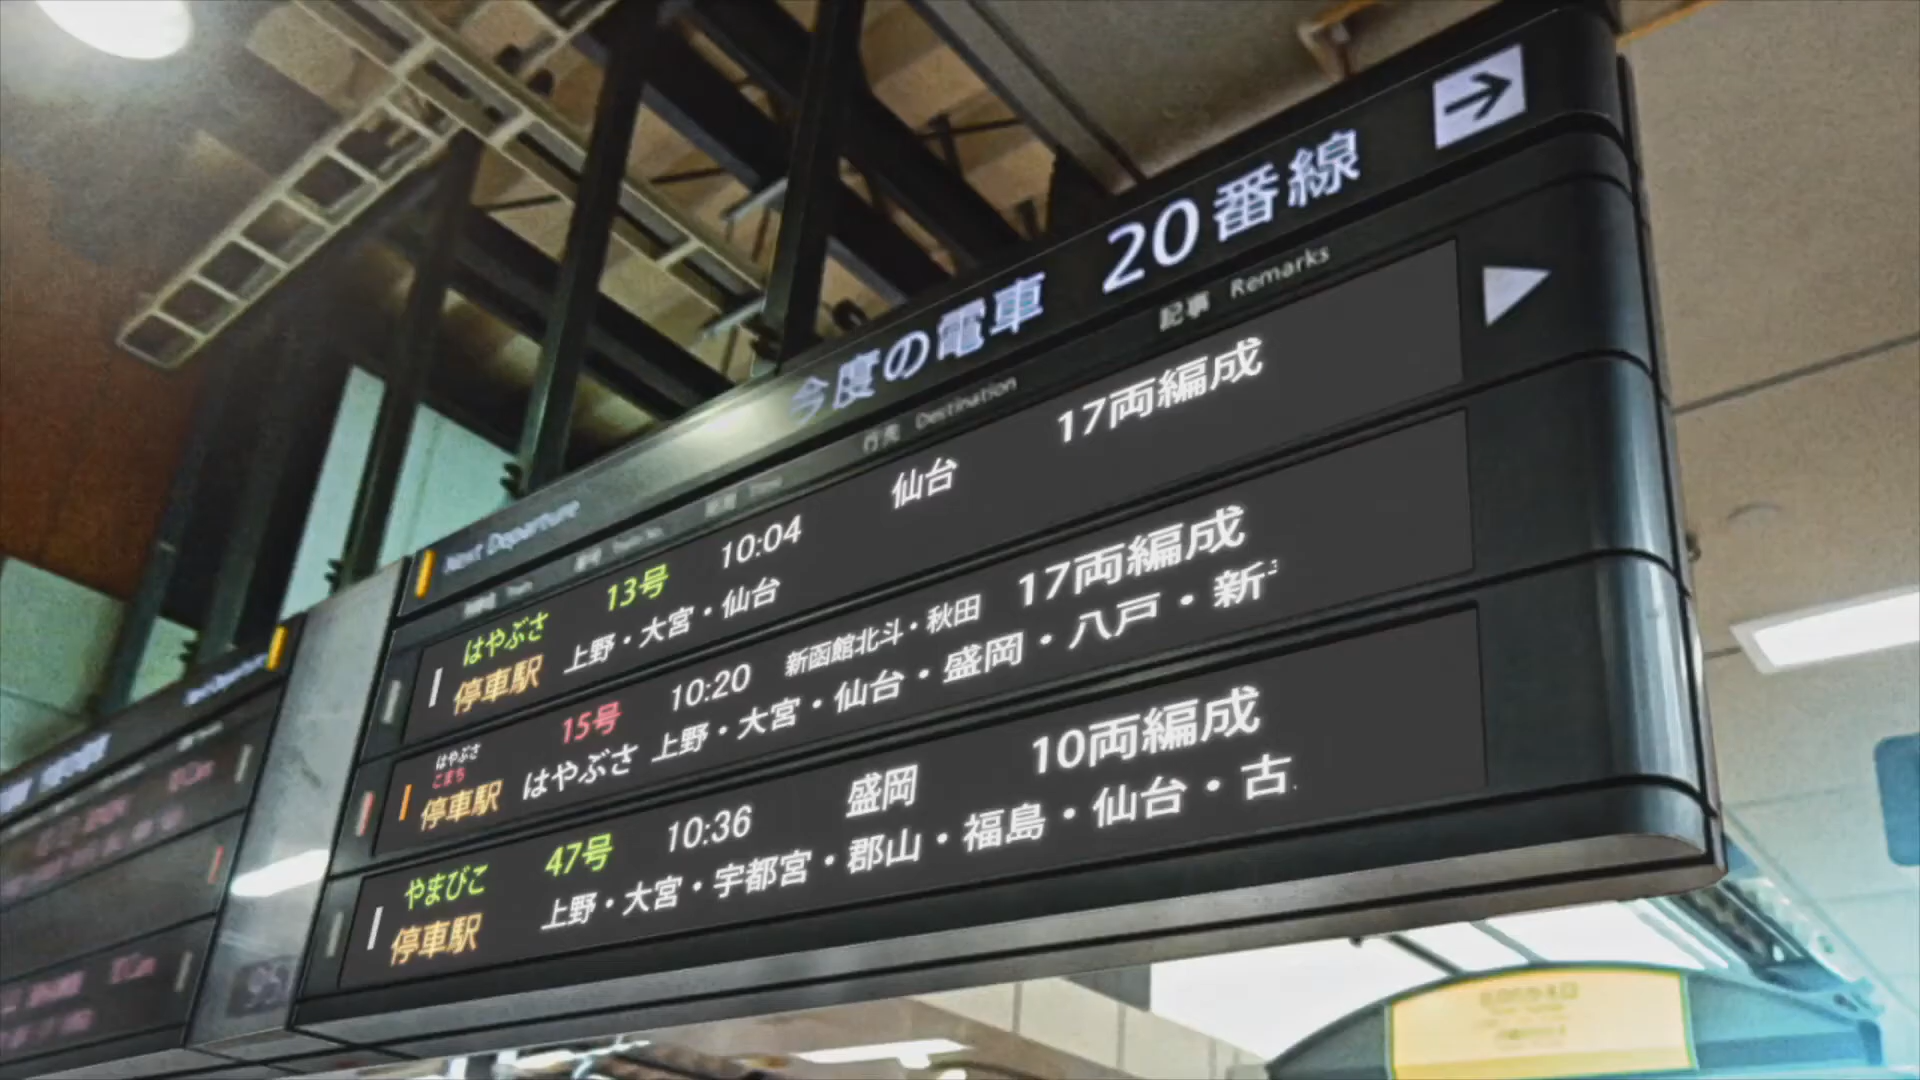 今度の電車 20番線 →
Next Departure
行先 Destination 記事 Remarks
はやぶさ 13号 10:04 仙台 17両編成
停車駅 上野・大宮・仙台
はやぶさ
こまち
15号 10:20 新函館北斗・秋田 17両編成
停車駅 はやぶさ 上野・大宮・仙台・盛岡・八戸・新
やまびこ 47号 10:36 盛岡 10両編成
停車駅 上野・大宮・宇都宮・郡山・福島・仙台・古